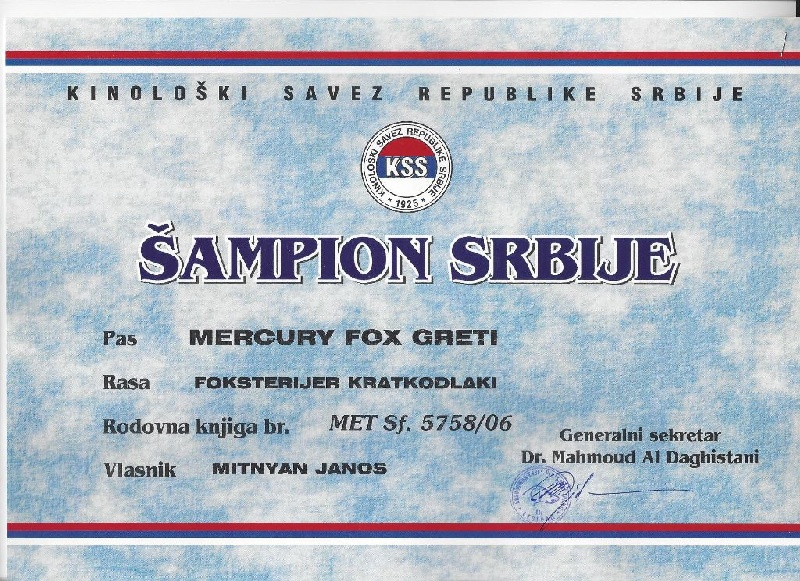 KINOLOŠKI SAVEZ REPUBLIKE SRBIJE
KINOLOŠKI SAVEZ REPUBLIKE SRBIJE
KSS
* 1925 *
ŠAMPION SRBIJE
Pas MERCURY FOX GRETI
Rasa FOKSTERIJER KRATKODLAKI
Rodovna knjiga br. MET Sf. 5758/06
Vlasnik MITNYAN JANOS
Generalni sekretar
Dr. Mahmoud Al Daghistani